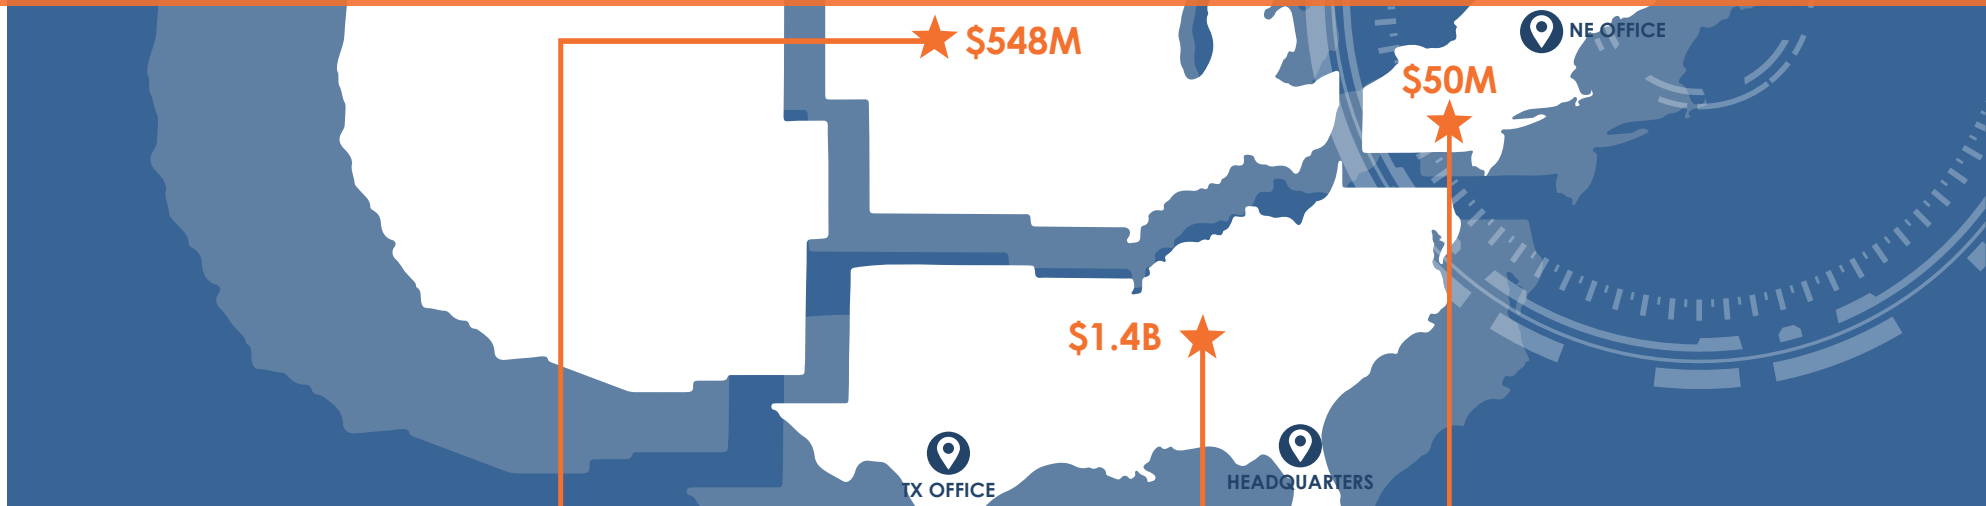 NE OFFICE
$548M
$50M
$1.4B
TX OFFICE
HEADQUARTERS